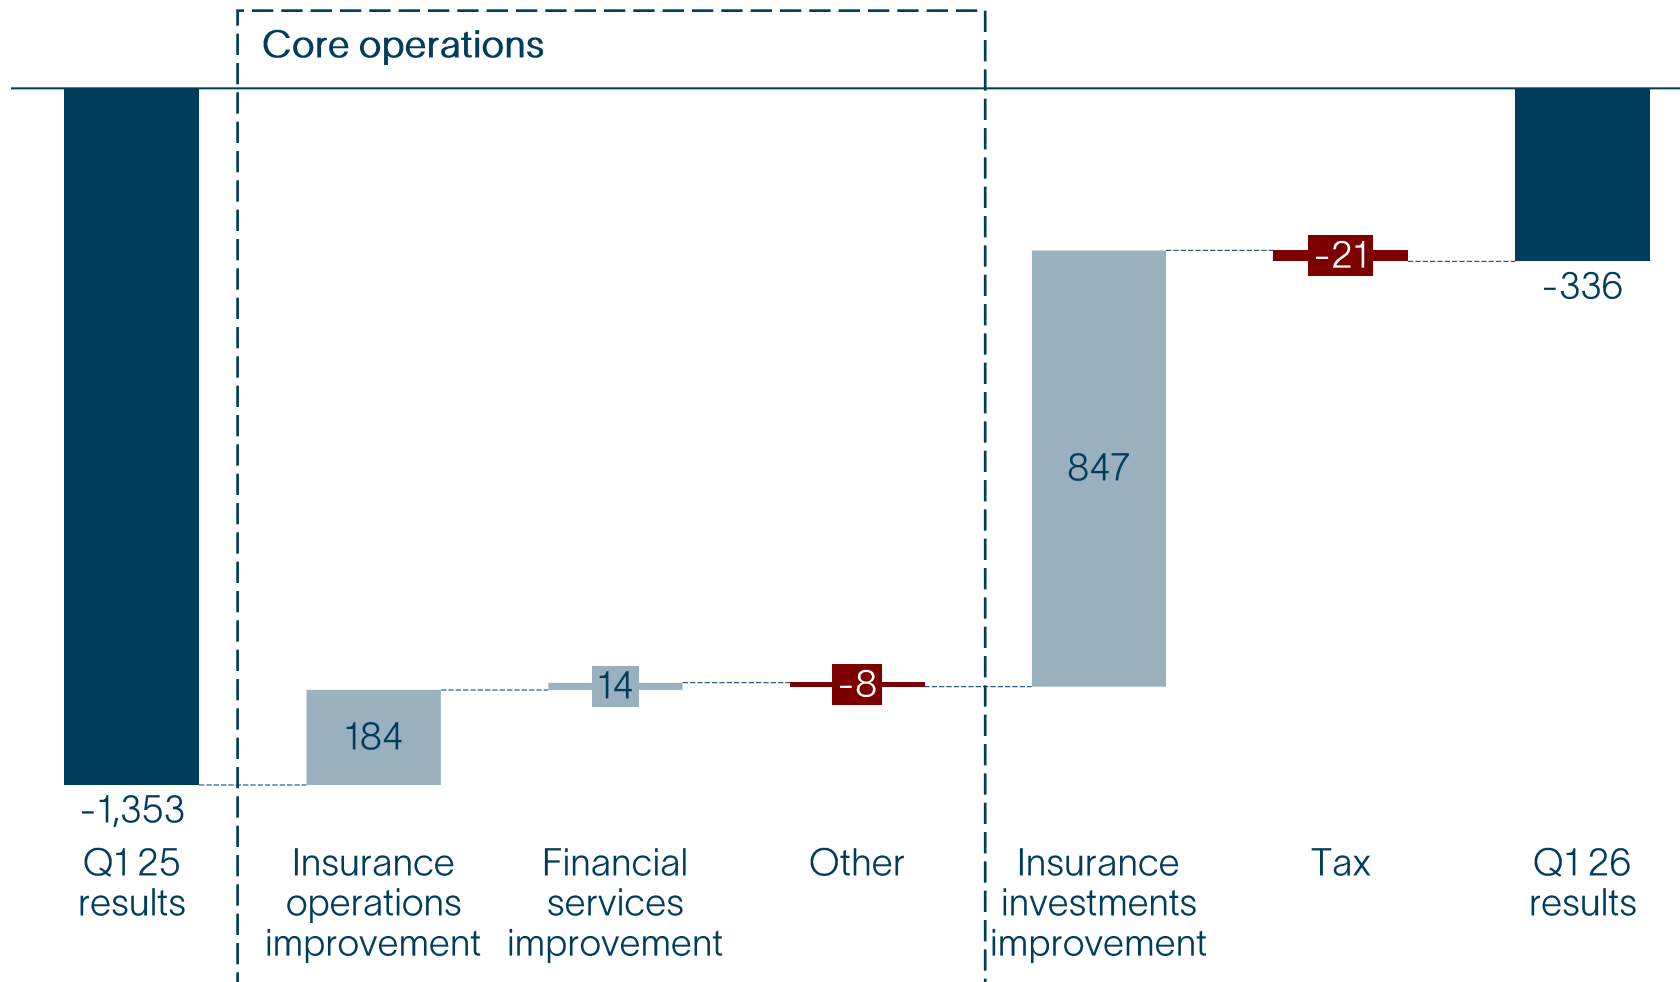 Core operations
-21
-336
847
14
-8
184
-1,353
Q1 25
results
Insurance
operations
improvement
Financial
services
improvement
Other
Insurance
investments
improvement
Tax
Q1 26
results